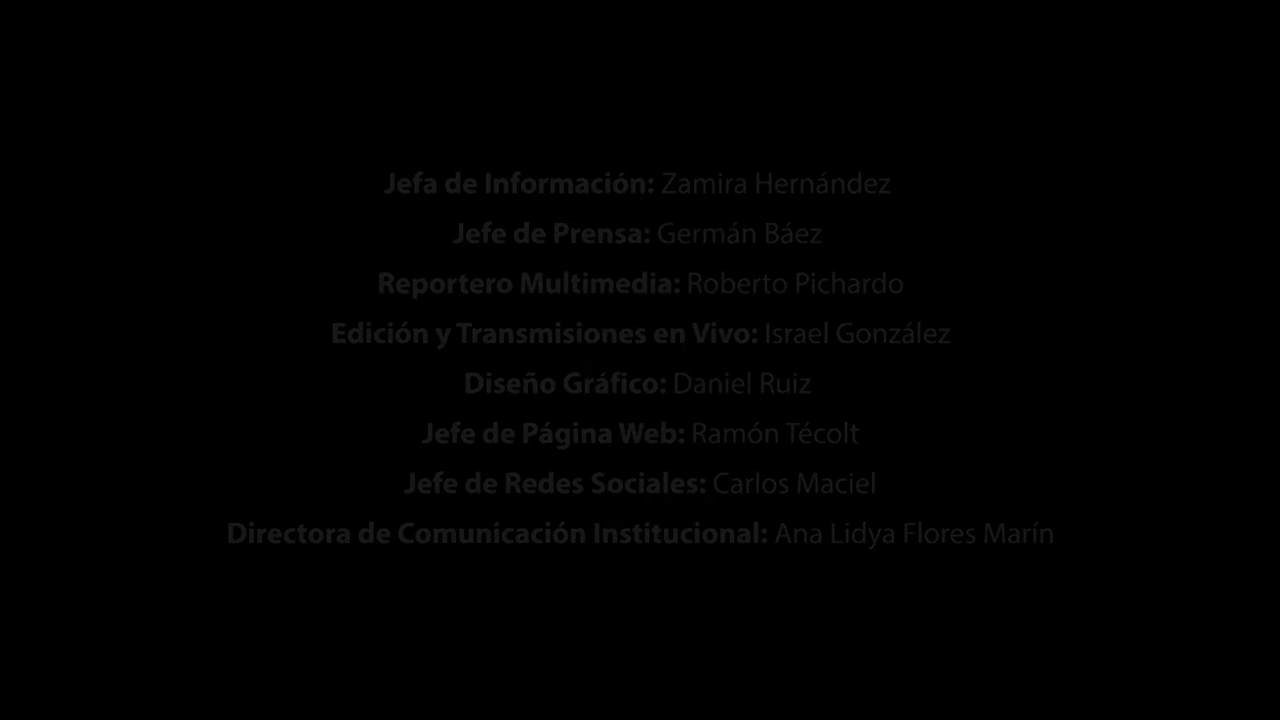 Jefa de Información: Zamira Hernández
Jefe de Prensa: Germán Báez
Reportero Multimedia: Roberto Pichardo
Edición y Transmisiones en Vivo: Israel González
Diseño Gráfico: Daniel Ruiz
Jefe de Página Web: Ramón Técolt
Jefe de Redes Sociales: Carlos Maciel
Directora de Comunicación Institucional: Ana Lidya Flores Marín